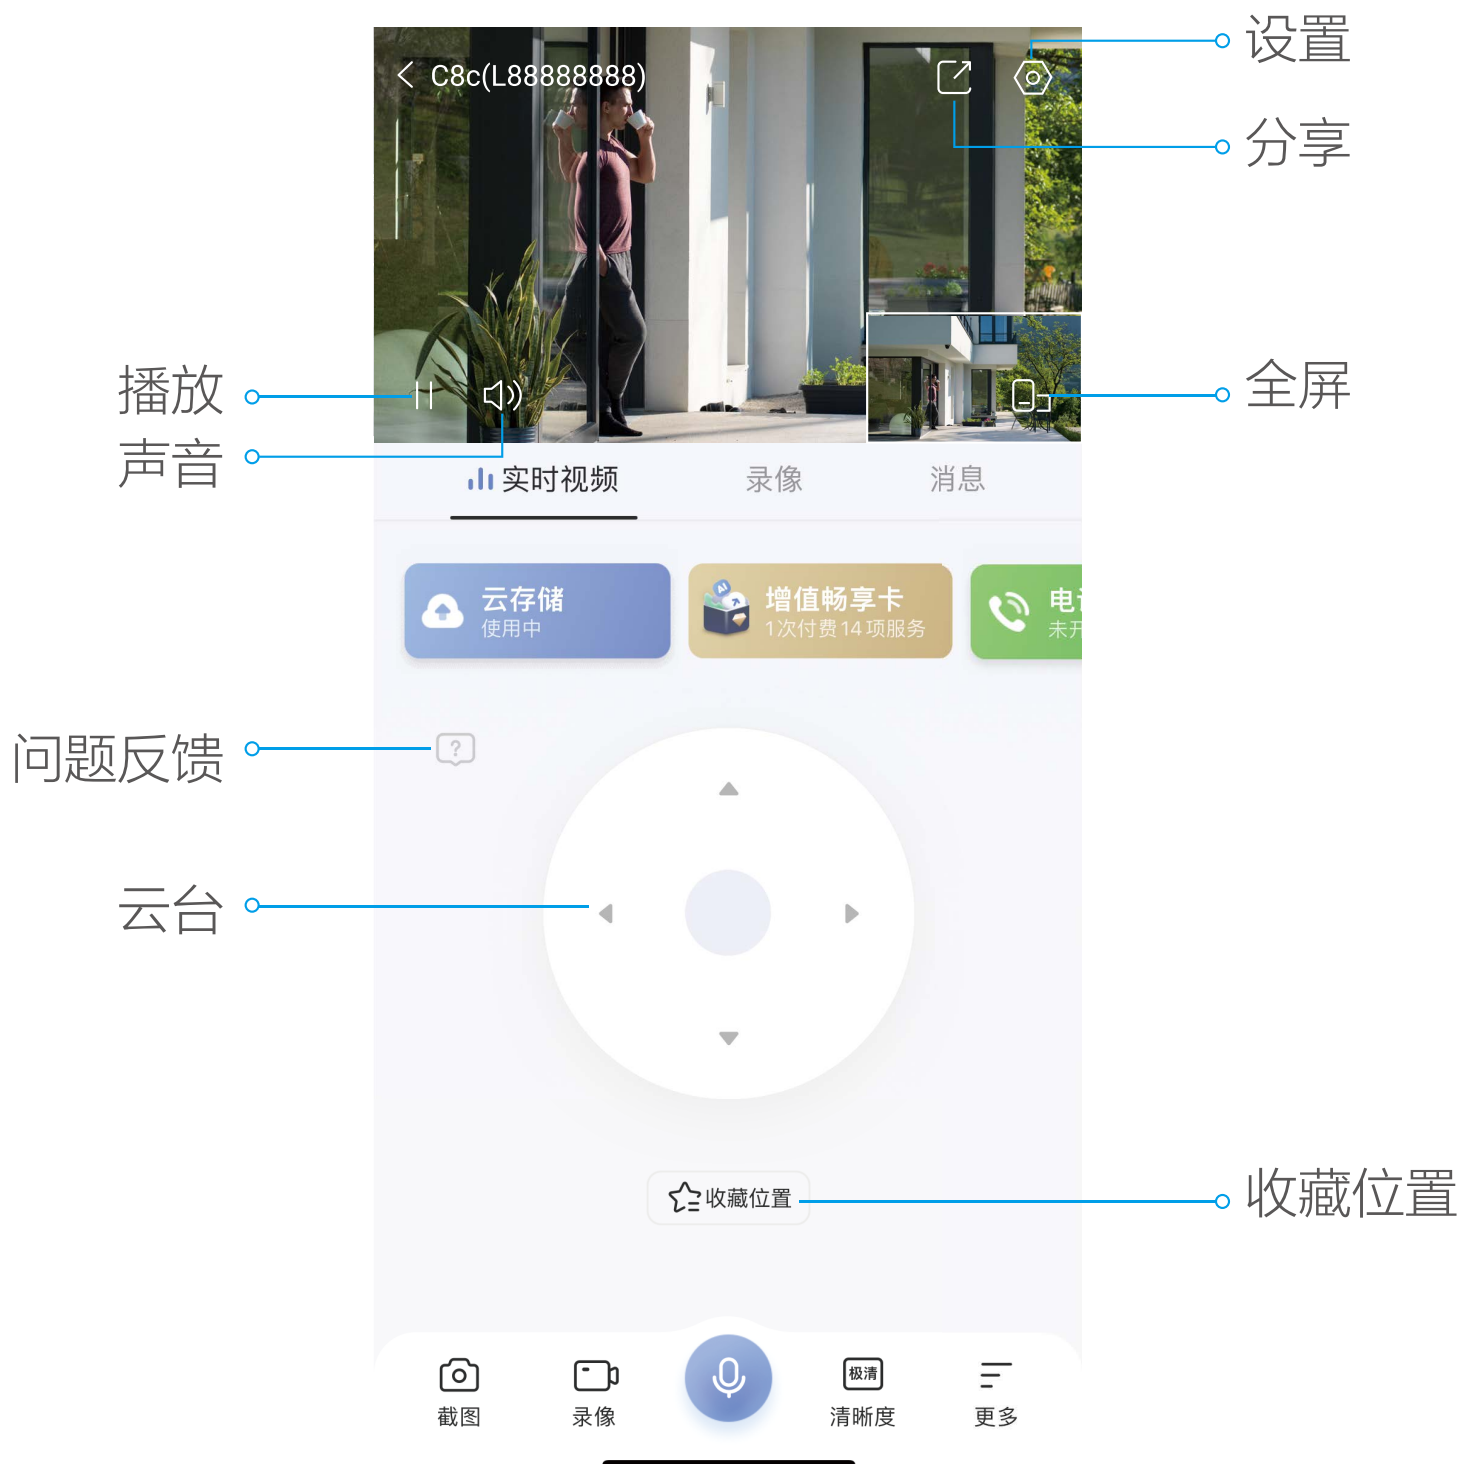 设置
C8c(L88888888)
分享
播放
全屏
声音
实时视频 录像 消息
云存储
使用中
增值畅享卡
1次付费14项服务
未开
AI
问题反馈
云台
收藏位置
收藏位置
极清
截图 录像 清晰度 更多